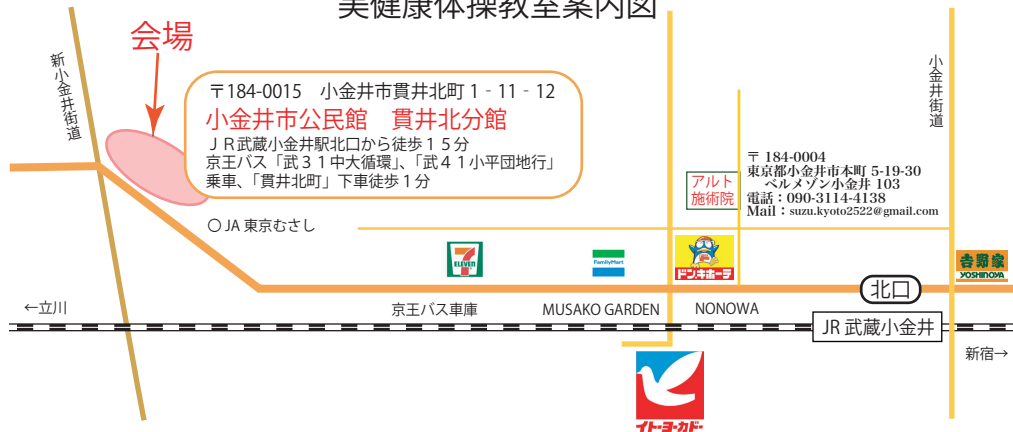 美健康体操教室案内図
会場
新小金井街道
小金井街道
〒184-0015　小金井市貫井北町1‐11‐12
小金井市公民館　貫井北分館
ＪＲ武蔵小金井駅北口から徒歩１５分
京王バス「武３１中大循環」、「武４１小平団地行」
乗車、「貫井北町」下車徒歩１分
アルト
施術院
〒 184-0004
東京都小金井市本町 5-19-30
ベルメゾン小金井 103
電話：090-3114-4138
Mail：suzu.kyoto2522@gmail.com
〇JA 東京むさし
7
ELEVEN
FamilyMart
ドン.キホーテ
吉野家
YOSHINOYA
北口
←立川
京王バス車庫
MUSAKO GARDEN
NONOWA
JR 武蔵小金井
新宿→
イトーヨーカドー